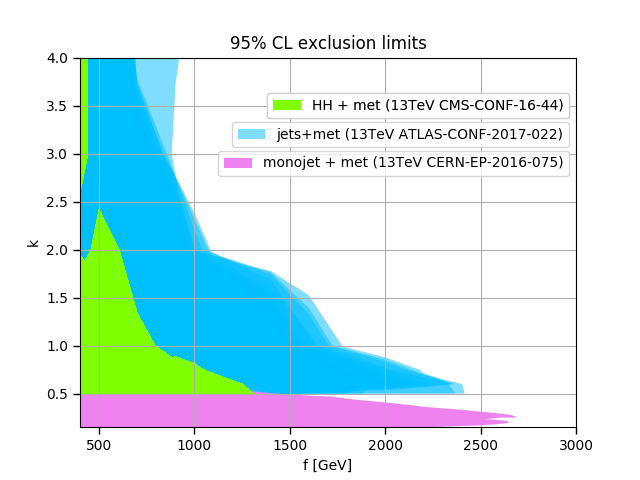 95% CL exclusion limits
4.0
3.5
3.0
2.5
2.0
1.5
1.0
0.5
k
HH + met (13TeV CMS-CONF-16-44)
jets+met (13TeV ATLAS-CONF-2017-022)
monojet + met (13TeV CERN-EP-2016-075)
500 1000 1500 2000 2500 3000
f [GeV]